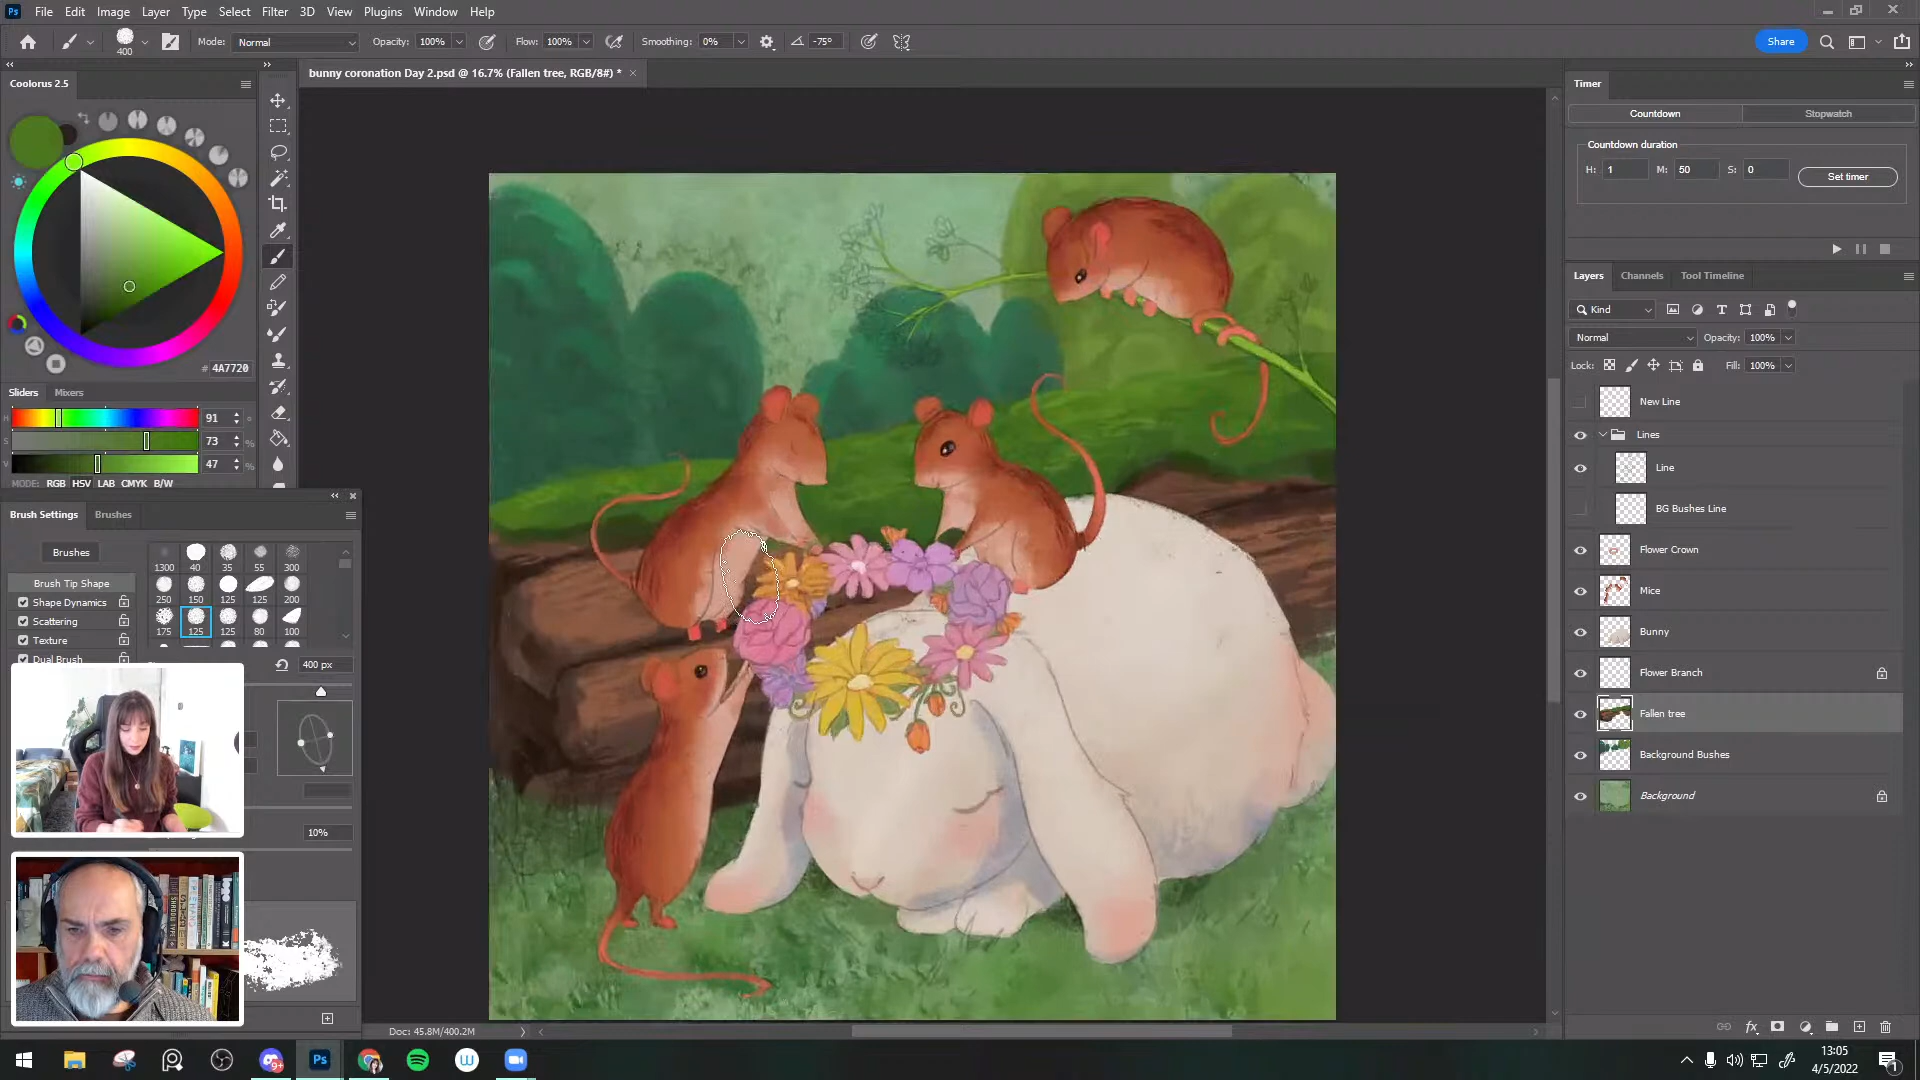 Ps File Edit Image Layer Type Select Filter 3D View Plugins Window Help
400 Mode: Normal Opacity: 100% Flow: 100% Smoothing: 0% -75° Share
Coolorus 2.5
bunny coronation Day 2.psd @ 16.7% (Fallen tree, RGB/8#) *
# 4A7720
Sliders Mixers
H 91 °
S 73 %
V 47 %
MODE: RGB HSV LAB CMYK B/W
Brush Settings Brushes
Brushes
1300 40 35 55 300
Brush Tip Shape
250 150 125 125 200
Shape Dynamics
Scattering
175 125 125 80 100
Texture
Dual Brush
400 px
10%
Timer
Countdown Stopwatch
Countdown duration
H: 1 M: 50 S: 0 Set timer
Layers Channels Tool Timeline
Kind
Normal Opacity: 100%
Lock: Fill: 100%
New Line
Lines
Line
BG Bushes Line
Flower Crown
Mice
Bunny
Flower Branch
Fallen tree
Background Bushes
Background
fx
Doc: 45.8M/400.2M
9+ Ps W
13:05
4/5/2022
1